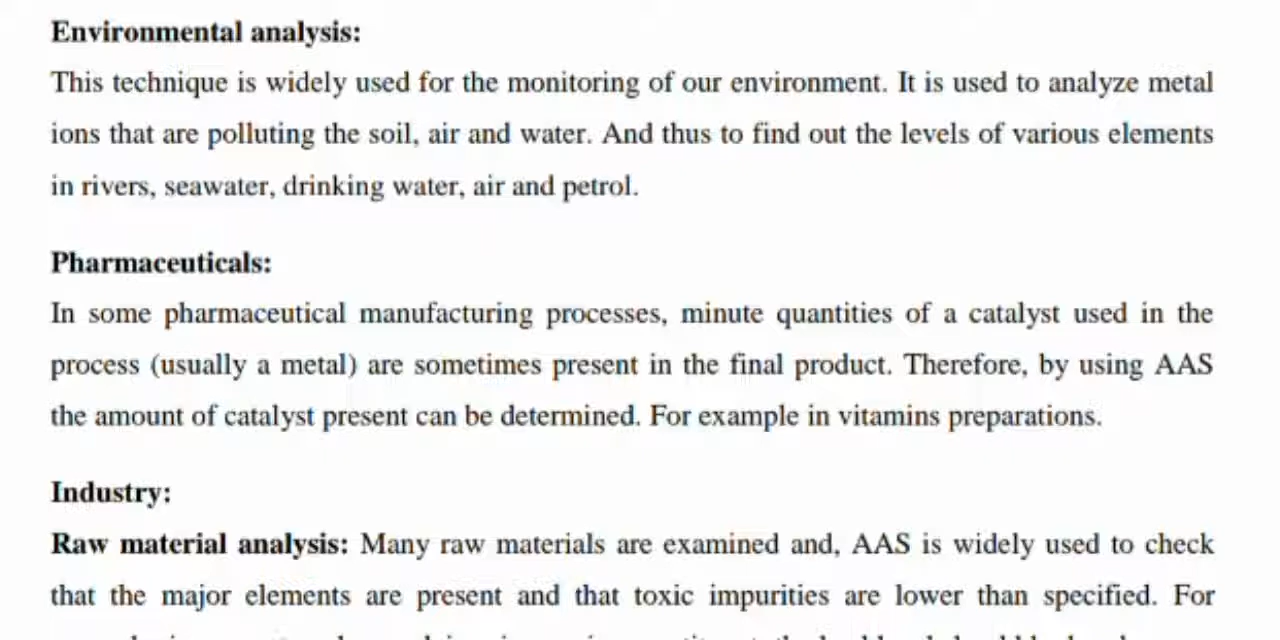 Environmental analysis:
This technique is widely used for the monitoring of our environment. It is used to analyze metal
ions that are polluting the soil, air and water. And thus to find out the levels of various elements
in rivers, seawater, drinking water, air and petrol.
Pharmaceuticals:
In some pharmaceutical manufacturing processes, minute quantities of a catalyst used in the
process (usually a metal) are sometimes present in the final product. Therefore, by using AAS
the amount of catalyst present can be determined. For example in vitamins preparations.
Industry:
Raw material analysis: Many raw materials are examined and, AAS is widely used to check
that the major elements are present and that toxic impurities are lower than specified. For